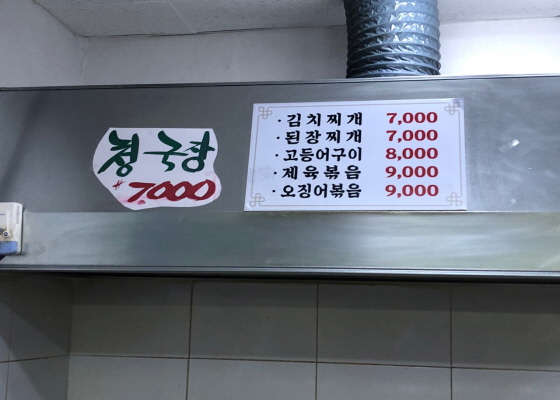 청국장
₩7.000
· 김치찌개 7,000
· 된장찌개 7,000
· 고등어구이 8,000
· 제육볶음 9,000
· 오징어볶음 9,000